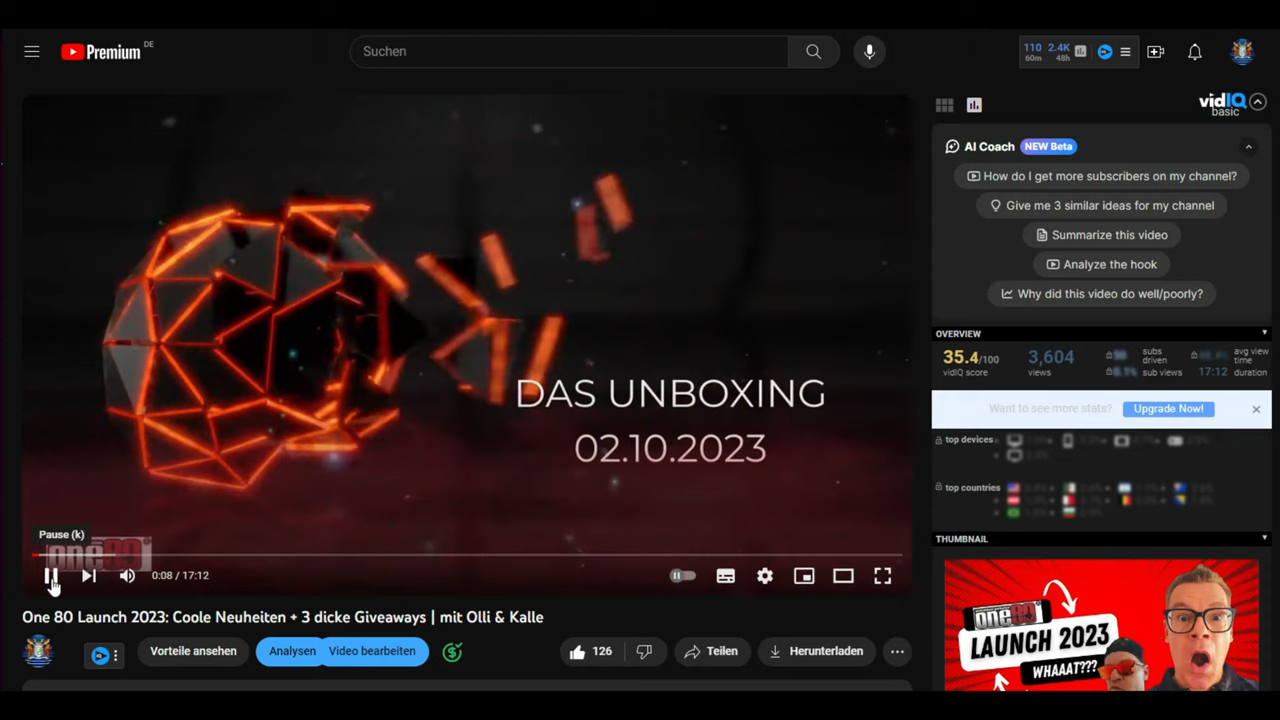 Premium DE
Suchen
110 2.4K
60m 48h
vidIQ
basic
AI Coach NEW Beta
How do I get more subscribers on my channel?
Give me 3 similar ideas for my channel
Summarize this video
Analyze the hook
Why did this video do well/poorly?
OVERVIEW
35.4/100
vidIQ score
3,604
views
subs driven
sub views
avg view time
17:12 duration
Want to see more stats? Upgrade Now!
top devices
top countries
THUMBNAIL
one80
LAUNCH 2023
WHAAAT???
DAS UNBOXING
02.10.2023
Pause (k)
one80
0:08 / 17:12
One 80 Launch 2023: Coole Neuheiten + 3 dicke Giveaways | mit Olli & Kalle
Vorteile ansehen
Analysen
Video bearbeiten
126
Teilen
Herunterladen